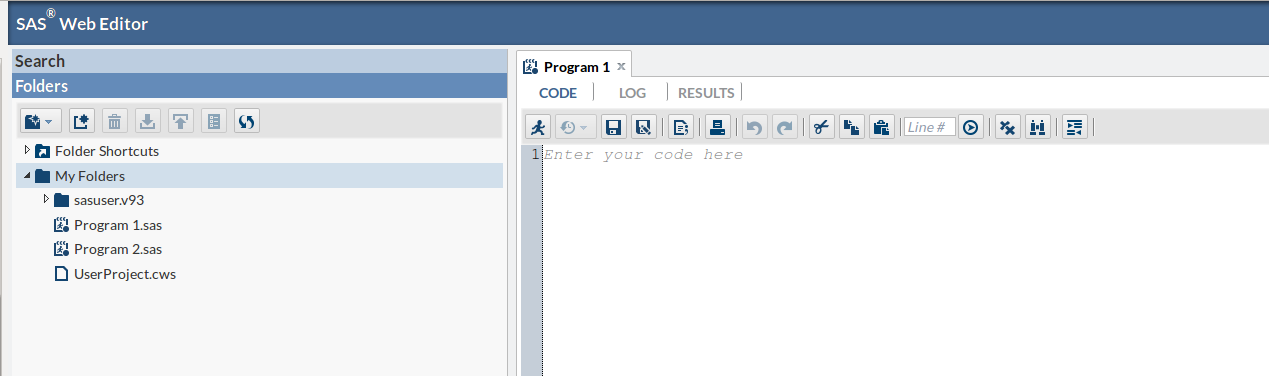 SAS® Web Editor
Search
Folders
Folder Shortcuts
My Folders
sasuser.v93
Program 1.sas
Program 2.sas
UserProject.cws
Program 1 x
CODE LOG RESULTS
Line #
1 Enter your code here